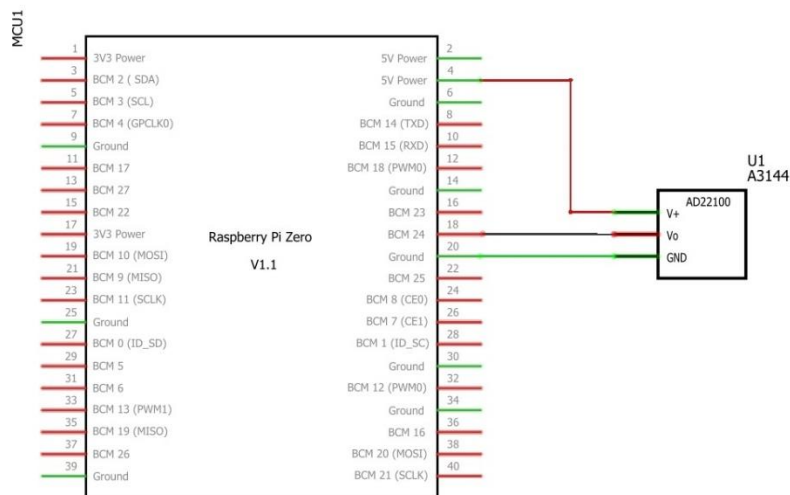 MCU1
1
3V3 Power
3
BCM 2 ( SDA)
5
BCM 3 (SCL)
7
BCM 4 (GPCLK0)
9
Ground
11
BCM 17
13
BCM 27
15
BCM 22
17
3V3 Power
19
BCM 10 (MOSI)
21
BCM 9 (MISO)
23
BCM 11 (SCLK)
25
Ground
27
BCM 0 (ID_SD)
29
BCM 5
31
BCM 6
33
BCM 13 (PWM1)
35
BCM 19 (MISO)
37
BCM 26
39
Ground
Raspberry Pi Zero
V1.1
2
5V Power
4
5V Power
6
Ground
8
BCM 14 (TXD)
10
BCM 15 (RXD)
12
BCM 18 (PWM0)
14
Ground
16
BCM 23
18
BCM 24
20
Ground
22
BCM 25
24
BCM 8 (CE0)
26
BCM 7 (CE1)
28
BCM 1 (ID_SC)
30
Ground
32
BCM 12 (PWM0)
34
Ground
36
BCM 16
38
BCM 20 (MOSI)
40
BCM 21 (SCLK)
U1
A3144
AD22100
V+
Vo
GND